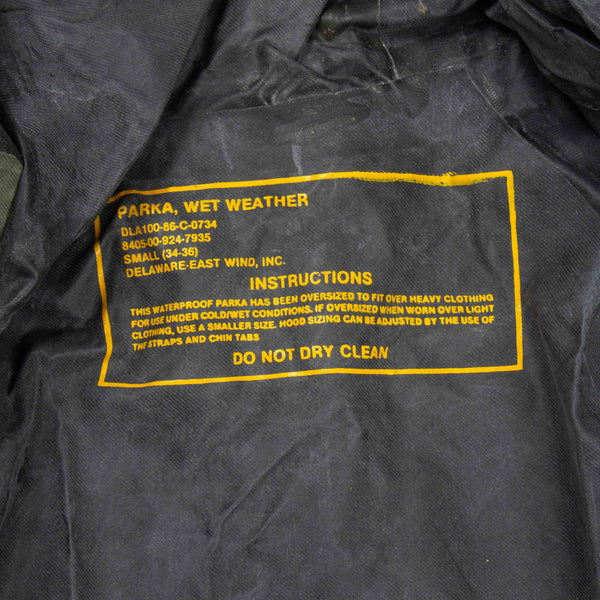 PARKA, WET WEATHER
DLA100-86-C-0734
8405-00-924-7935
SMALL (34-36)
DELAWARE-EAST WIND, INC.
INSTRUCTIONS
THIS WATERPROOF PARKA HAS BEEN OVERSIZED TO FIT OVER HEAVY CLOTHING
FOR USE UNDER COLD/WET CONDITIONS. IF OVERSIZED WHEN WORN OVER LIGHT
CLOTHING, USE A SMALLER SIZE. HOOD SIZING CAN BE ADJUSTED BY THE USE OF
THE STRAPS AND CHIN TABS
DO NOT DRY CLEAN